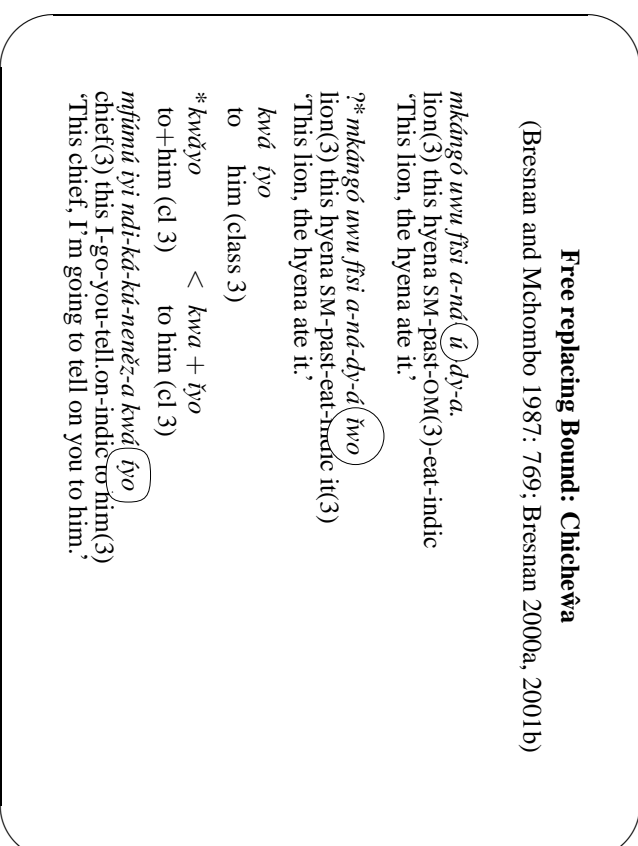 Free replacing Bound: Chicheŵa
(Bresnan and Mchombo 1987: 769; Bresnan 2000a, 2001b)
mkángó uwu fîsi a-ná- ú -dy-a.
lion(3) this hyena SM-past-OM(3)-eat-indic
‘This lion, the hyena ate it.’
?* mkángó uwu fîsi a-ná-dy-á ǐwo
lion(3) this hyena SM-past-eat-indic it(3)
‘This lion, the hyena ate it.’
kwá íyo
to him (class 3)
* kwǎyo < kwa + ǐyo
to+him (cl 3) to him (cl 3)
mfúmú iyi ndi-ká-kú-neněz-a kwá íyo
chief(3) this I-go-you-tell.on-indic to him(3)
‘This chief, I’m going to tell on you to him.’